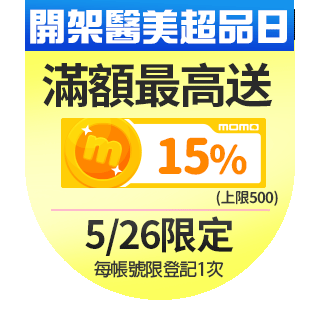 開架醫美超品日
滿額最高送
momo
m
15%
(上限500)
5/26限定
每帳號限登記1次